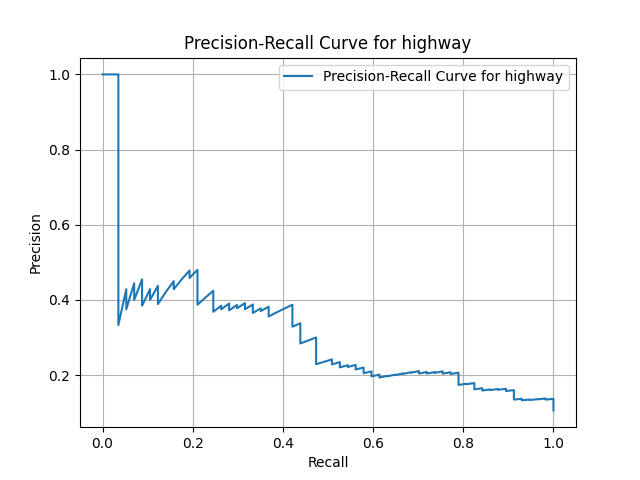 Precision-Recall Curve for highway
Precision-Recall Curve for highway
1.0
0.8
0.6
0.4
0.2
Precision
0.0 0.2 0.4 0.6 0.8 1.0
Recall